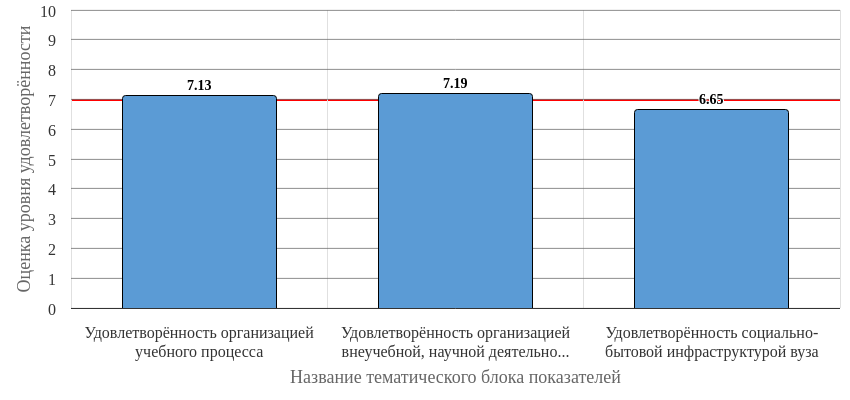 Оценка уровня удовлетворённости
10
9
8
7
6
5
4
3
2
1
0
7.13
7.19
6.65
Удовлетворённость организацией
учебного процесса
Удовлетворённость организацией
внеучебной, научной деятельно...
Удовлетворённость социально-
бытовой инфраструктурой вуза
Название тематического блока показателей